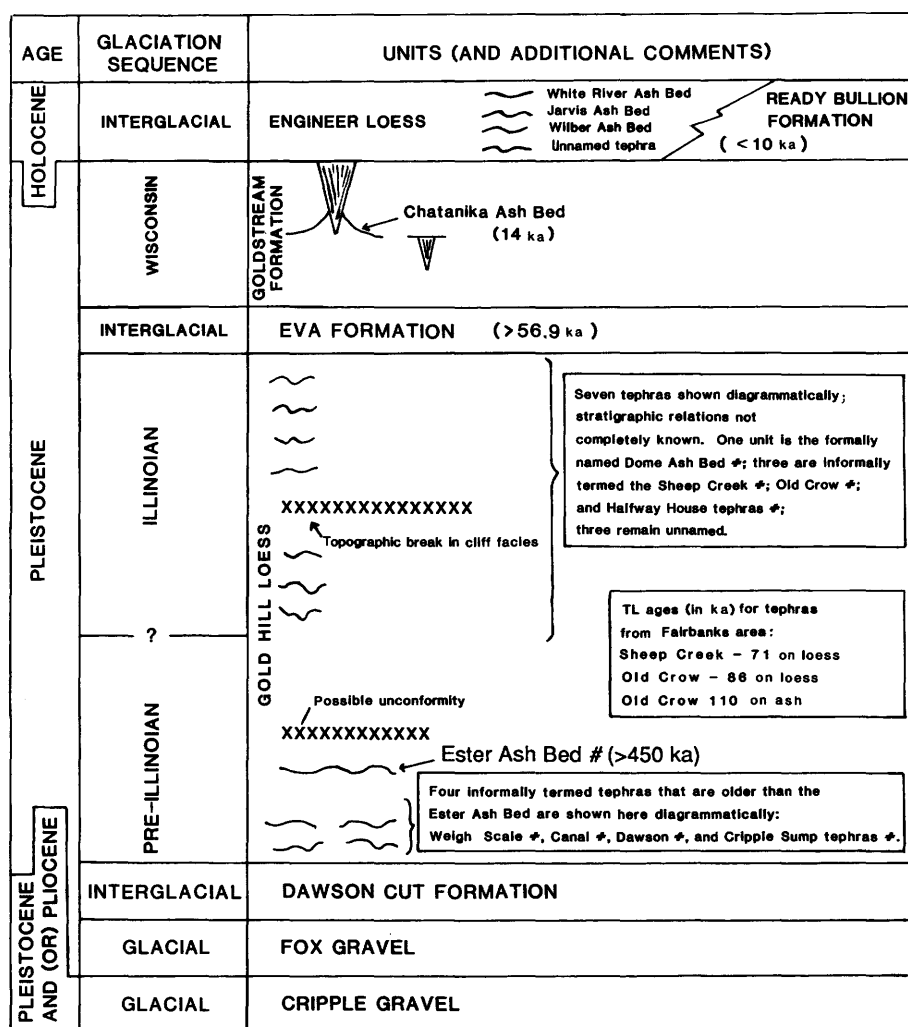 AGE
GLACIATION
SEQUENCE
UNITS (AND ADDITIONAL COMMENTS)
HOLOCENE
INTERGLACIAL
ENGINEER LOESS
White River Ash Bed
Jarvis Ash Bed
Wilber Ash Bed
Unnamed tephra
READY BULLION
FORMATION
(<10 ka)
PLEISTOCENE
WISCONSIN
GOLDSTREAM
FORMATION
Chatanika Ash Bed
(14 ka)
INTERGLACIAL
EVA FORMATION (>56.9 ka)
ILLINOIAN
GOLD HILL LOESS
XXXXXXXXXXXXXXX
Topographic break in cliff facies
Seven tephras shown diagrammatically;
stratigraphic relations not
completely known. One unit is the formally
named Dome Ash Bed #; three are informally
termed the Sheep Creek #; Old Crow #;
and Halfway House tephras #;
three remain unnamed.
TL ages (in ka) for tephras
from Fairbanks area:
Sheep Creek – 71 on loess
Old Crow – 86 on loess
Old Crow 110 on ash
?
PRE-ILLINOIAN
Possible unconformity
XXXXXXXXXXXX
Ester Ash Bed # (>450 ka)
Four informally termed tephras that are older than the
Ester Ash Bed are shown here diagrammatically:
Weigh Scale #, Canal #, Dawson #, and Cripple Sump tephras #.
PLEISTOCENE
AND (OR) PLIOCENE
INTERGLACIAL
DAWSON CUT FORMATION
GLACIAL
FOX GRAVEL
GLACIAL
CRIPPLE GRAVEL